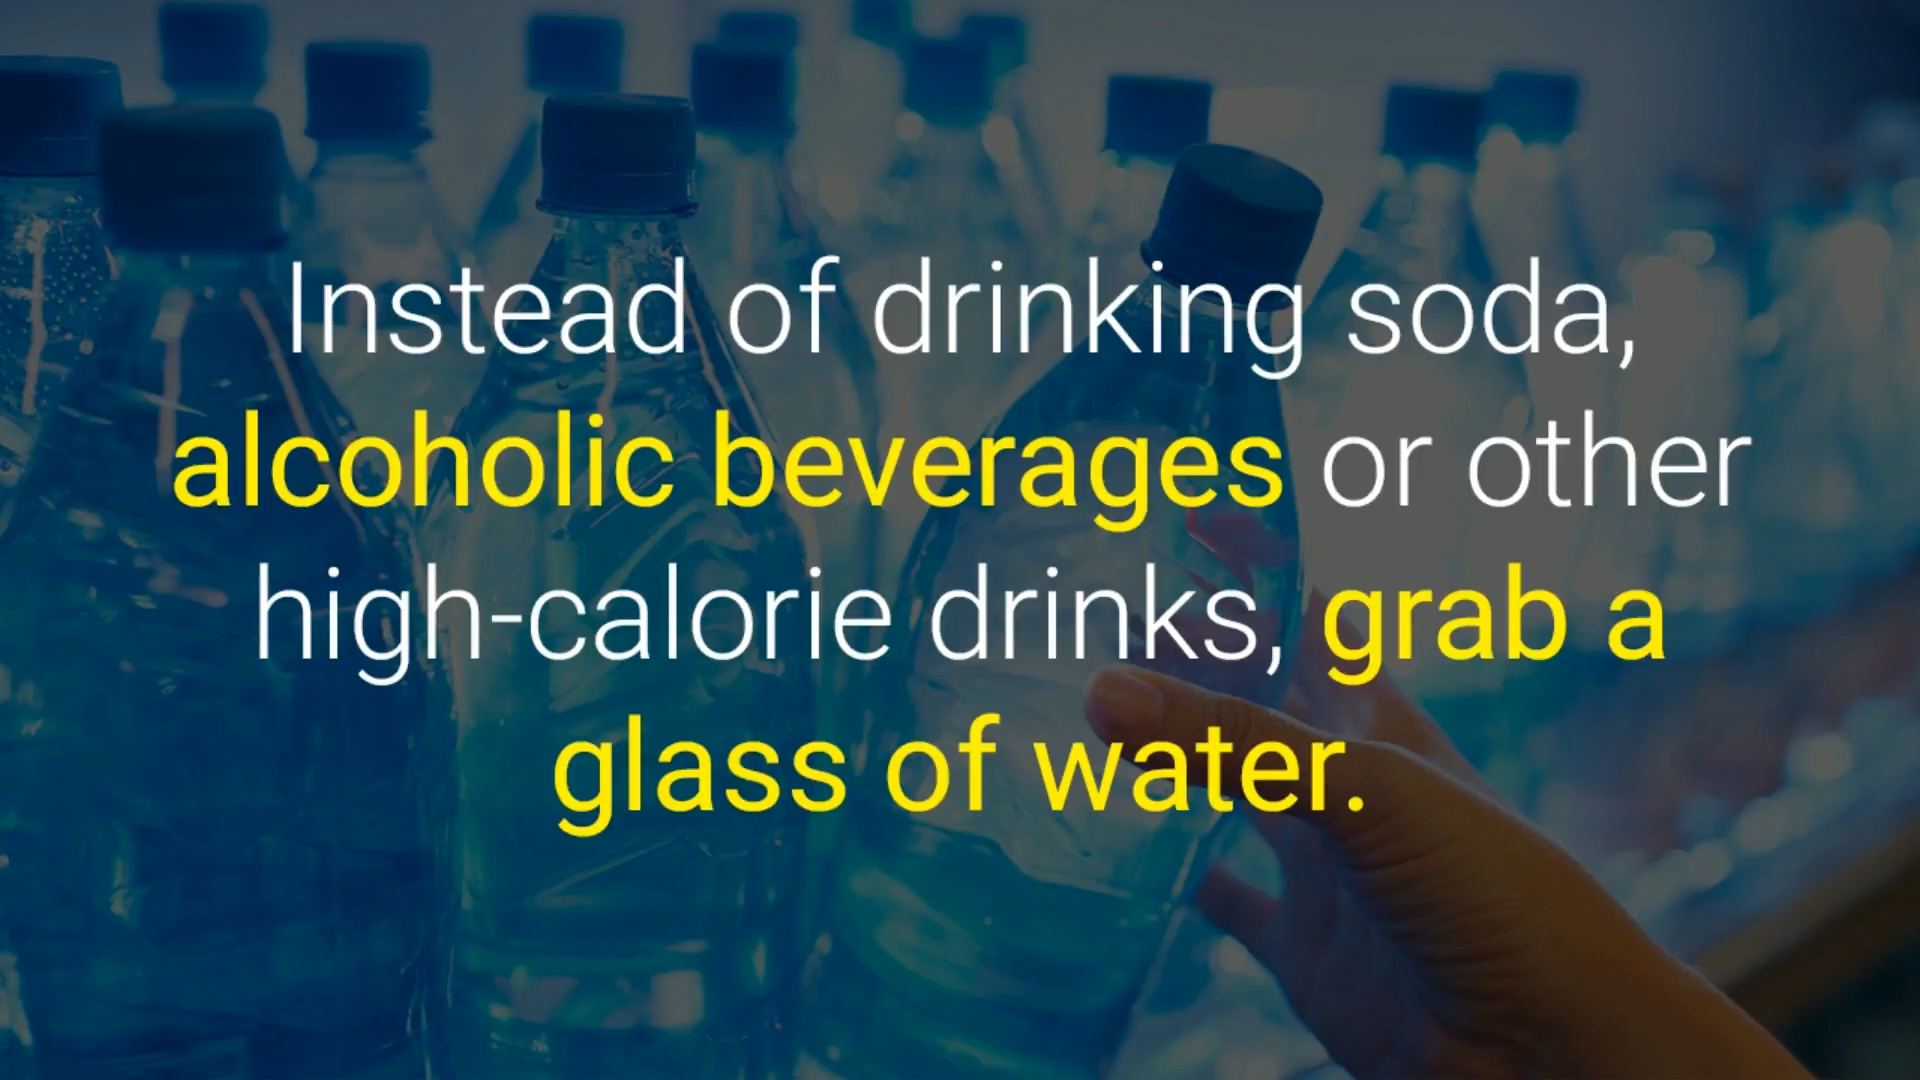 Instead of drinking soda,
alcoholic beverages or other
high-calorie drinks, grab a
glass of water.